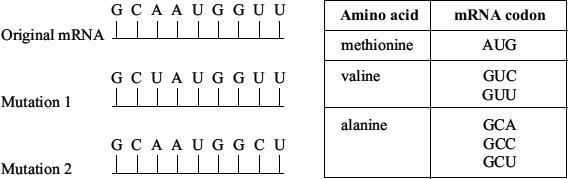 G C A A U G G U U
Original mRNA
G C U A U G G U U
Mutation 1
G C A A U G G C U
Mutation 2
Amino acid mRNA codon
methionine AUG
valine GUC
GUU
alanine GCA
GCC
GCU